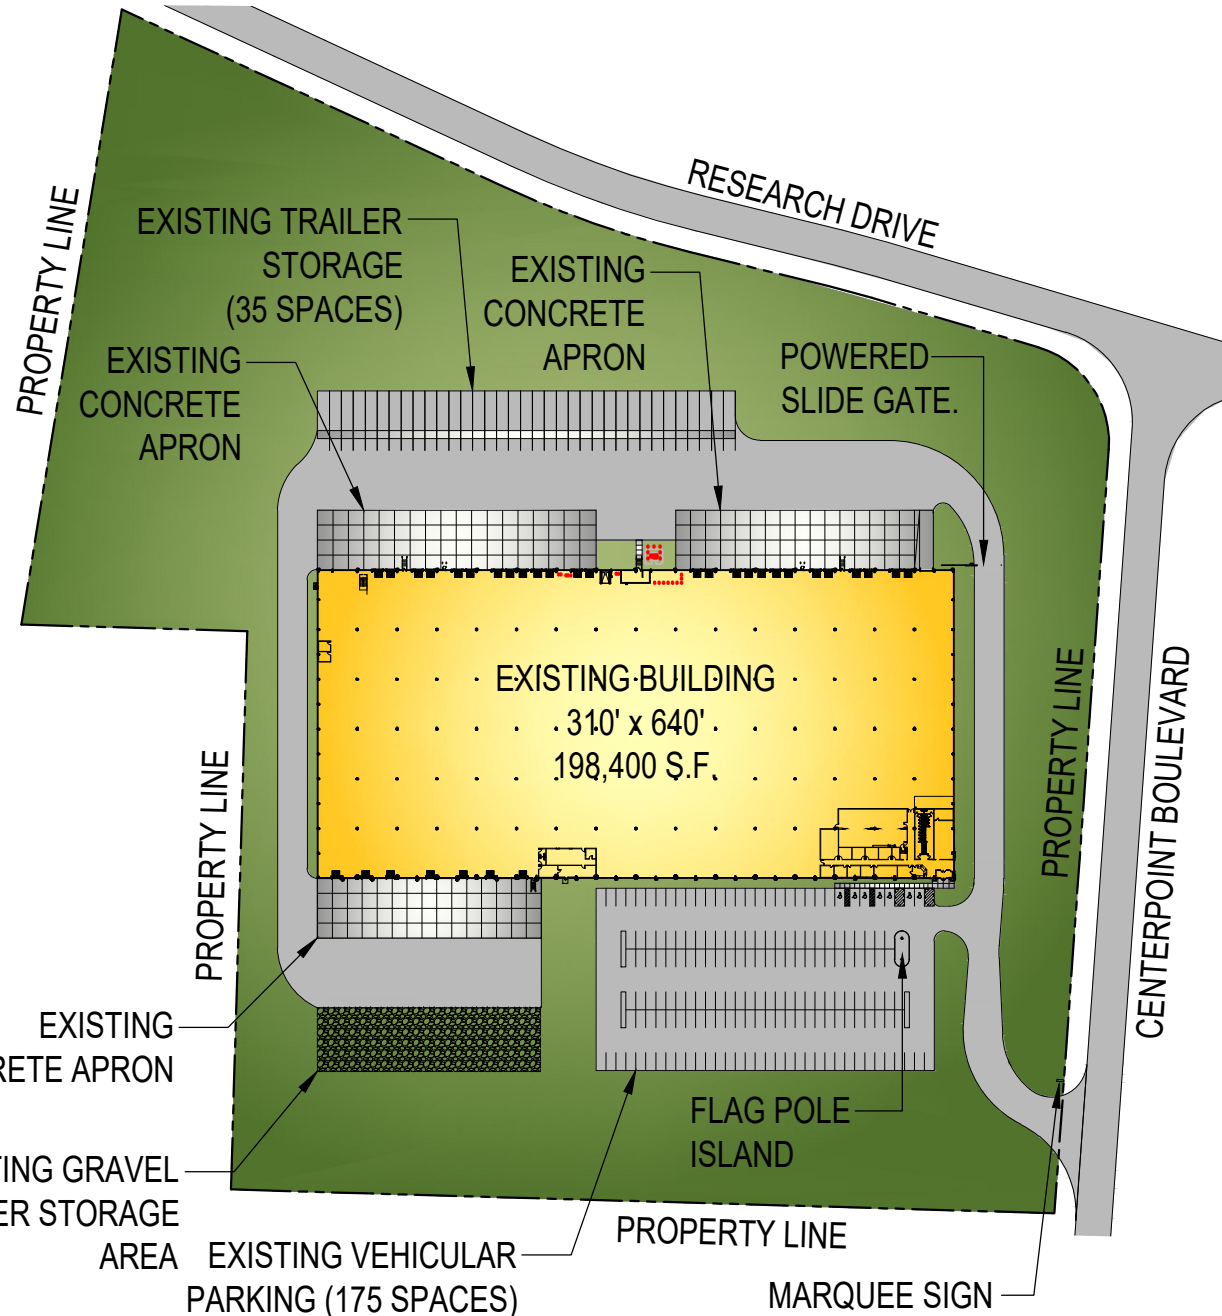 RESEARCH DRIVE
PROPERTY LINE
EXISTING TRAILER
STORAGE
(35 SPACES)
EXISTING
CONCRETE
APRON
EXISTING
CONCRETE
APRON
POWERED
SLIDE GATE.
EXISTING BUILDING
310' x 640'
198,400 S.F.
PROPERTY LINE
CENTERPOINT BOULEVARD
PROPERTY LINE
EXISTING
RETE APRON
FLAG POLE
ISLAND
TING GRAVEL
ER STORAGE
AREA
EXISTING VEHICULAR
PARKING (175 SPACES)
PROPERTY LINE
MARQUEE SIGN